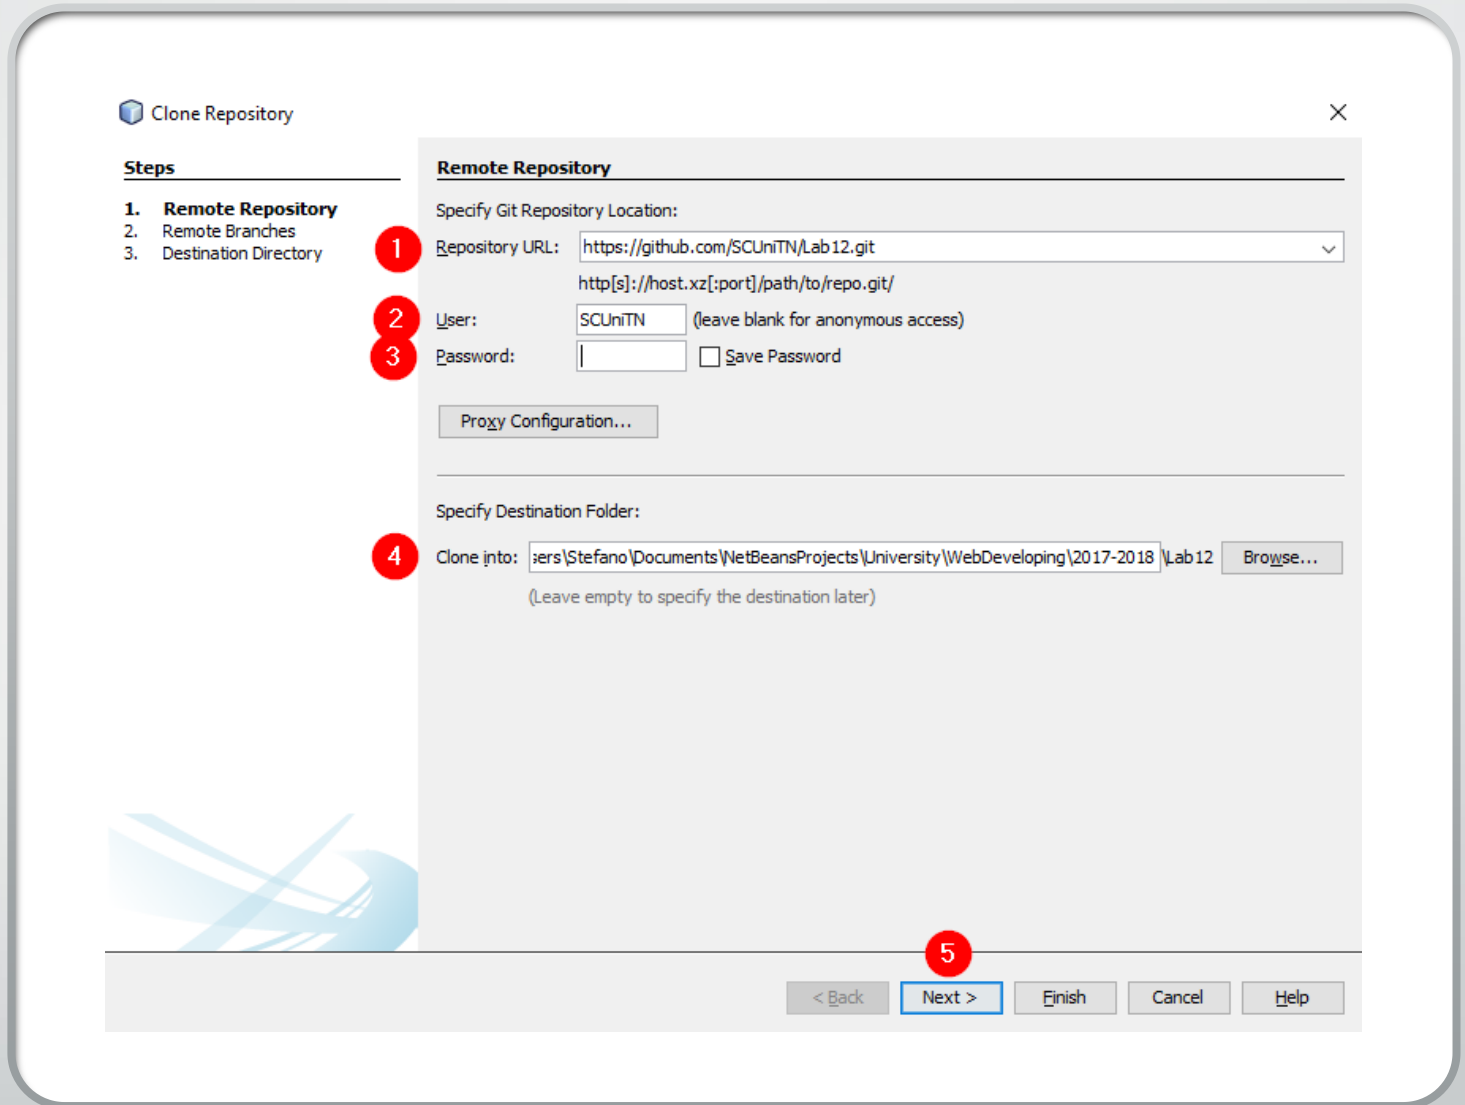 Clone Repository
Steps
1. Remote Repository
2. Remote Branches
3. Destination Directory
Remote Repository
Specify Git Repository Location:
1 Repository URL: https://github.com/SCUniTN/Lab12.git
http[s]://host.xz[:port]/path/to/repo.git/
2 User: SCUniTN (leave blank for anonymous access)
3 Password: Save Password
Proxy Configuration...
Specify Destination Folder:
4 Clone into: sers\Stefano\Documents\NetBeansProjects\University\WebDeveloping\2017-2018 \Lab12 Browse...
(Leave empty to specify the destination later)
5
< Back Next > Finish Cancel Help